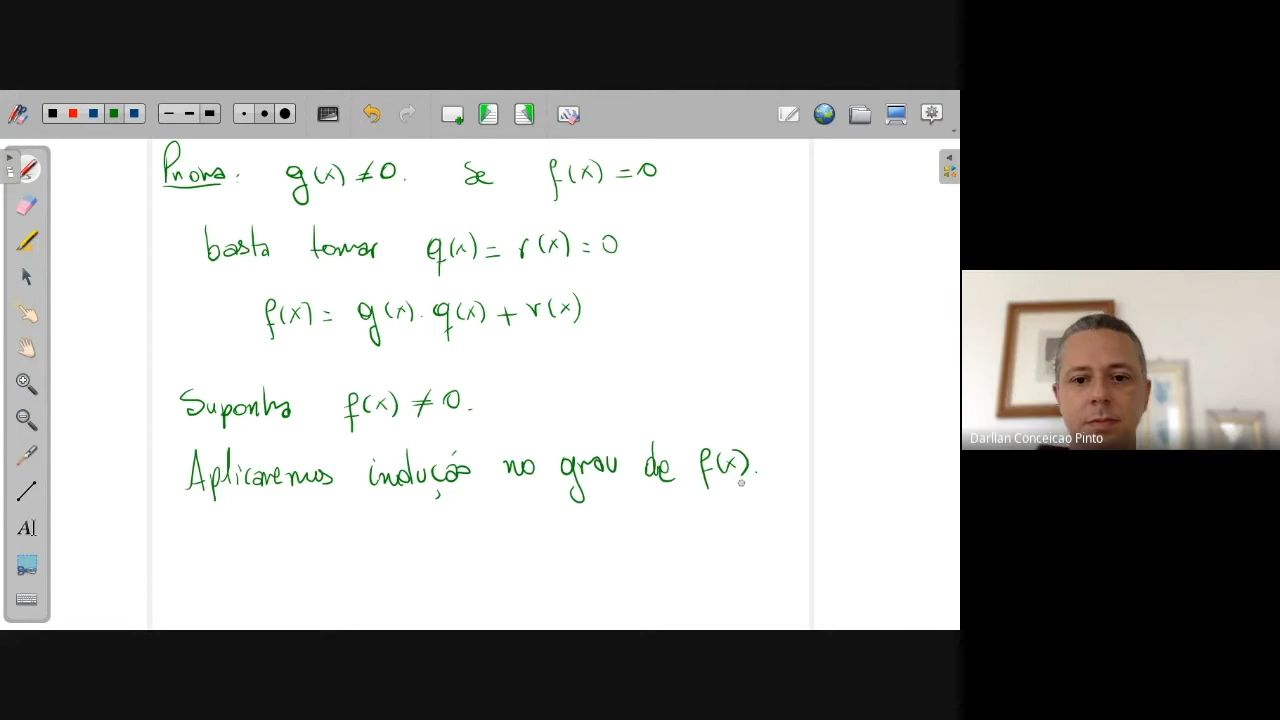 Prova: g(x) ≠ 0. Se f(x) = 0
basta tomar q(x) = r(x) = 0
f(x) = g(x). q(x) + r(x)
Suponha f(x) ≠ 0.
Aplicaremos indução no grau de f(x).
Darllan Conceicao Pinto